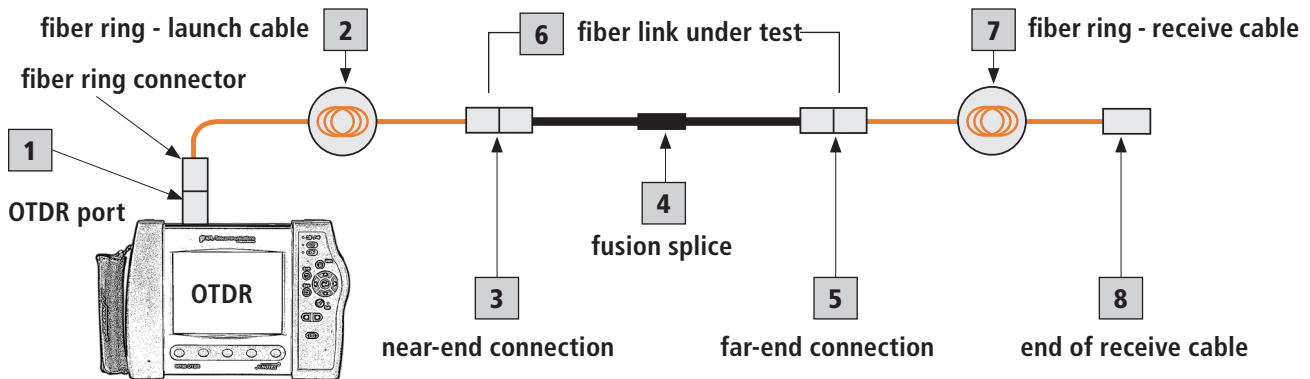 fiber ring - launch cable 2
6 fiber link under test
7 fiber ring - receive cable
fiber ring connector
1
OTDR port
4
fusion splice
OTDR
3
near-end connection
5
far-end connection
8
end of receive cable